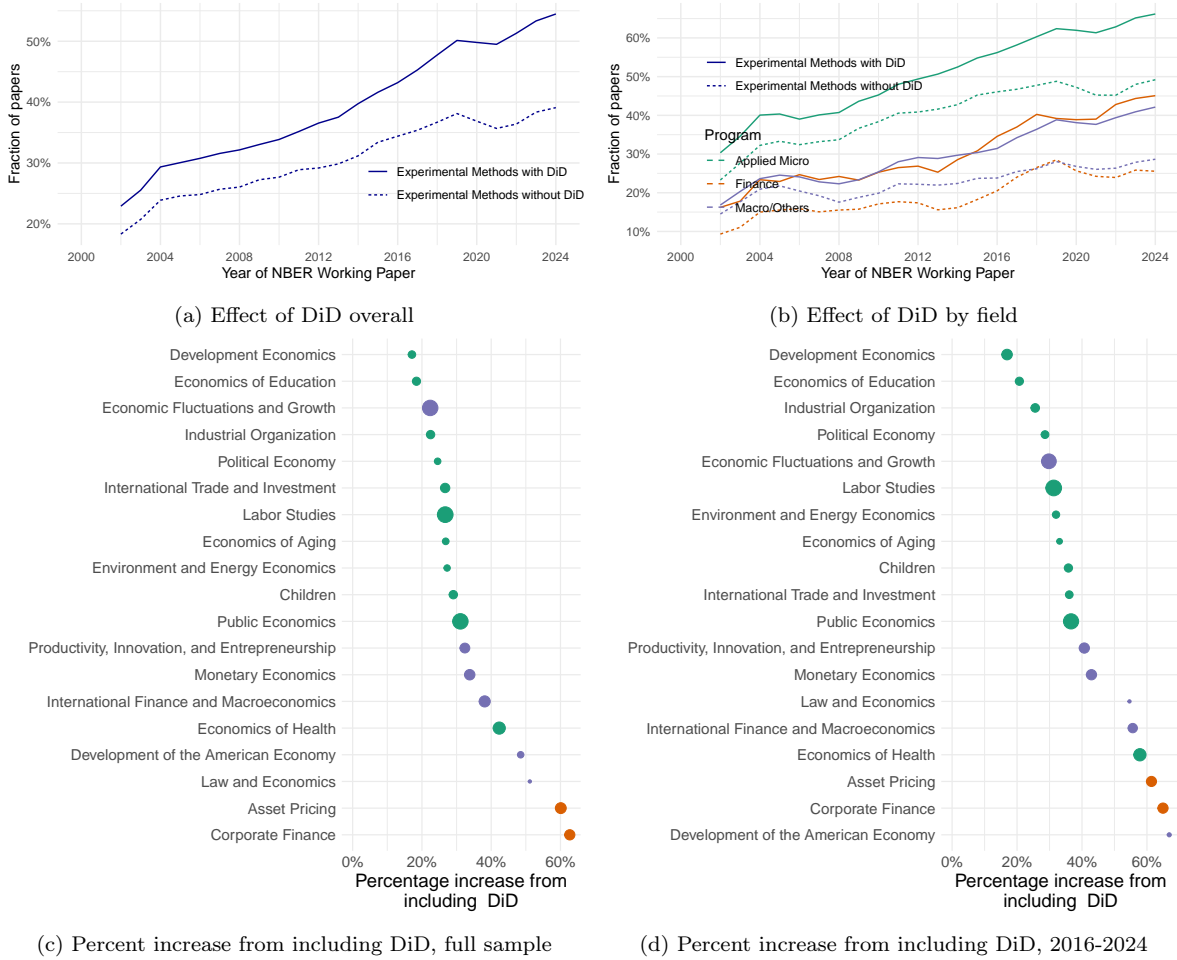 Fraction of papers
50%
40%
30%
20%
Experimental Methods with DiD
Experimental Methods without DiD
2000 2004 2008 2012 2016 2020 2024
Year of NBER Working Paper
(a) Effect of DiD overall
Fraction of papers
60%
50%
40%
30%
20%
10%
Experimental Methods with DiD
Experimental Methods without DiD
Program
Applied Micro
Finance
Macro/Others
2000 2004 2008 2012 2016 2020 2024
Year of NBER Working Paper
(b) Effect of DiD by field
Development Economics
Economics of Education
Economic Fluctuations and Growth
Industrial Organization
Political Economy
International Trade and Investment
Labor Studies
Economics of Aging
Environment and Energy Economics
Children
Public Economics
Productivity, Innovation, and Entrepreneurship
Monetary Economics
International Finance and Macroeconomics
Economics of Health
Development of the American Economy
Law and Economics
Asset Pricing
Corporate Finance
0% 20% 40% 60%
Percentage increase from
including DiD
(c) Percent increase from including DiD, full sample
Development Economics
Economics of Education
Industrial Organization
Political Economy
Economic Fluctuations and Growth
Labor Studies
Environment and Energy Economics
Economics of Aging
Children
International Trade and Investment
Public Economics
Productivity, Innovation, and Entrepreneurship
Monetary Economics
Law and Economics
International Finance and Macroeconomics
Economics of Health
Asset Pricing
Corporate Finance
Development of the American Economy
0% 20% 40% 60%
Percentage increase from
including DiD
(d) Percent increase from including DiD, 2016-2024